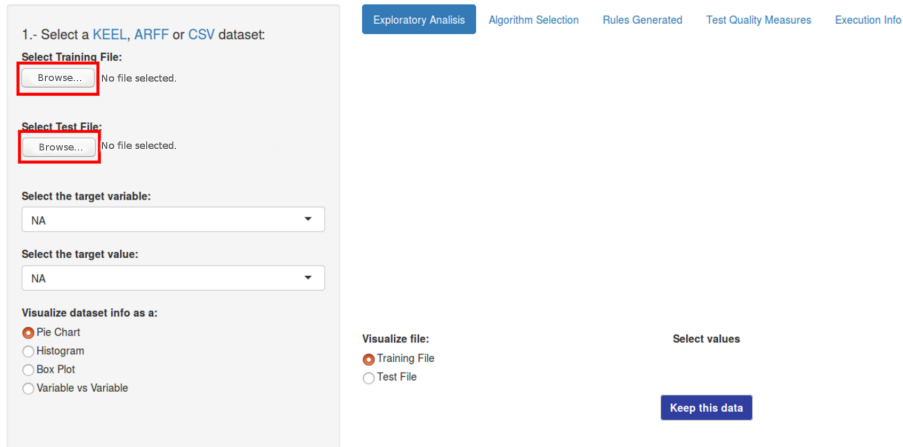 Exploratory Analisis Algorithm Selection Rules Generated Test Quality Measures Execution Info
1.- Select a KEEL, ARFF or CSV dataset:
Select Training File:
Browse... No file selected.
Select Test File:
Browse... No file selected.
Select the target variable:
NA
Select the target value:
NA
Visualize dataset info as a:
Pie Chart
Histogram
Box Plot
Variable vs Variable
Visualize file:
Training File
Test File
Select values
Keep this data